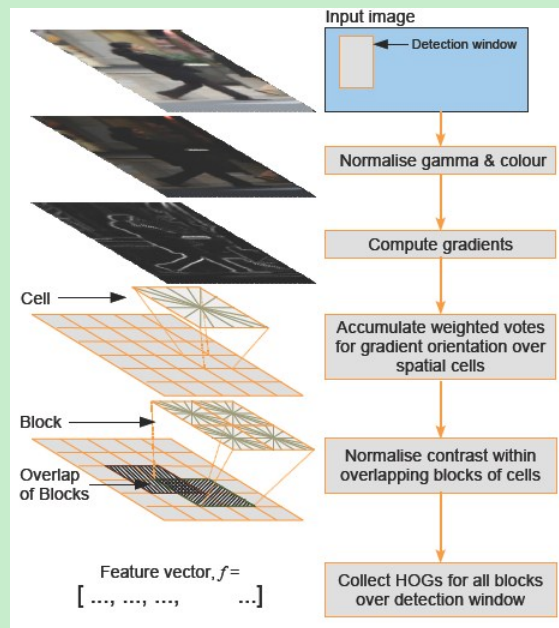 Input image
Detection window
Normalise gamma & colour
Compute gradients
Cell
Accumulate weighted votes
for gradient orientation over
spatial cells
Block
Overlap
of Blocks
Normalise contrast within
overlapping blocks of cells
Feature vector, f =
[ ..., ..., ..., ...]
Collect HOGs for all blocks
over detection window